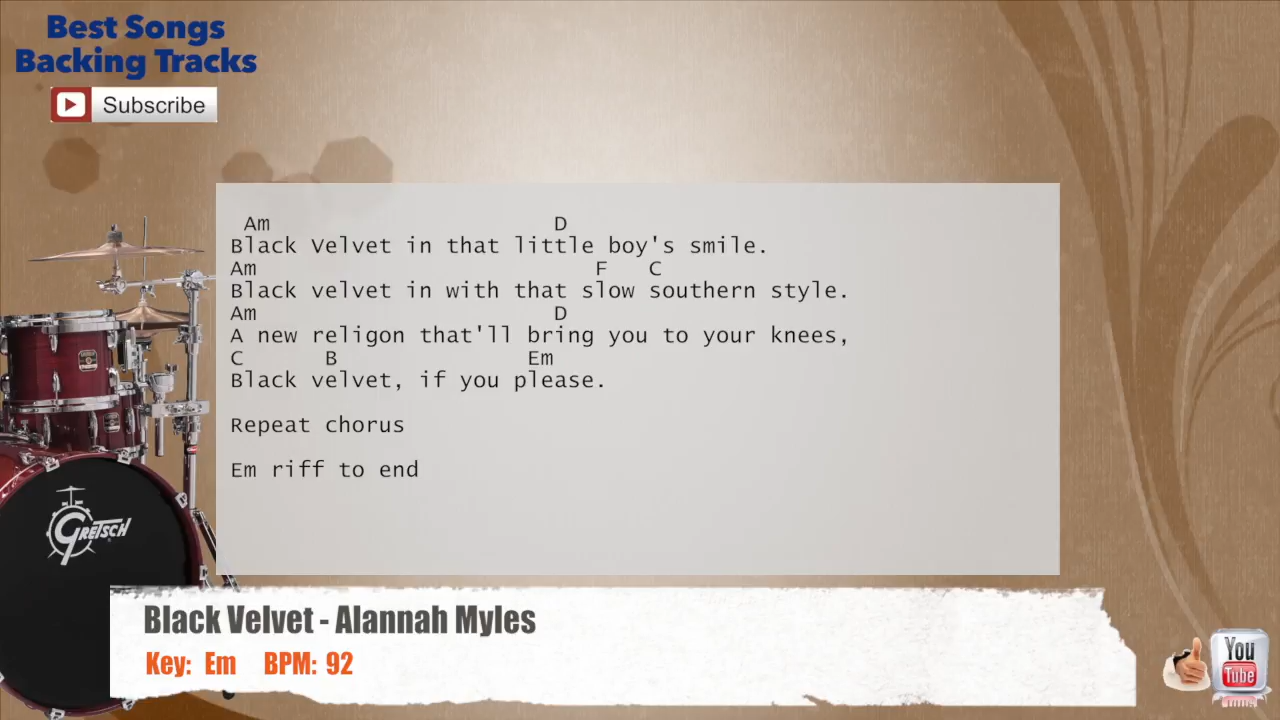 Best Songs
Backing Tracks
Subscribe
Am D
Black Velvet in that little boy's smile.
Am F C
Black velvet in with that slow southern style.
Am D
A new religon that'll bring you to your knees,
C B Em
Black velvet, if you please.
Repeat chorus
Em riff to end
GRETSCH
Black Velvet - Alannah Myles
Key: Em BPM: 92
You
Tube